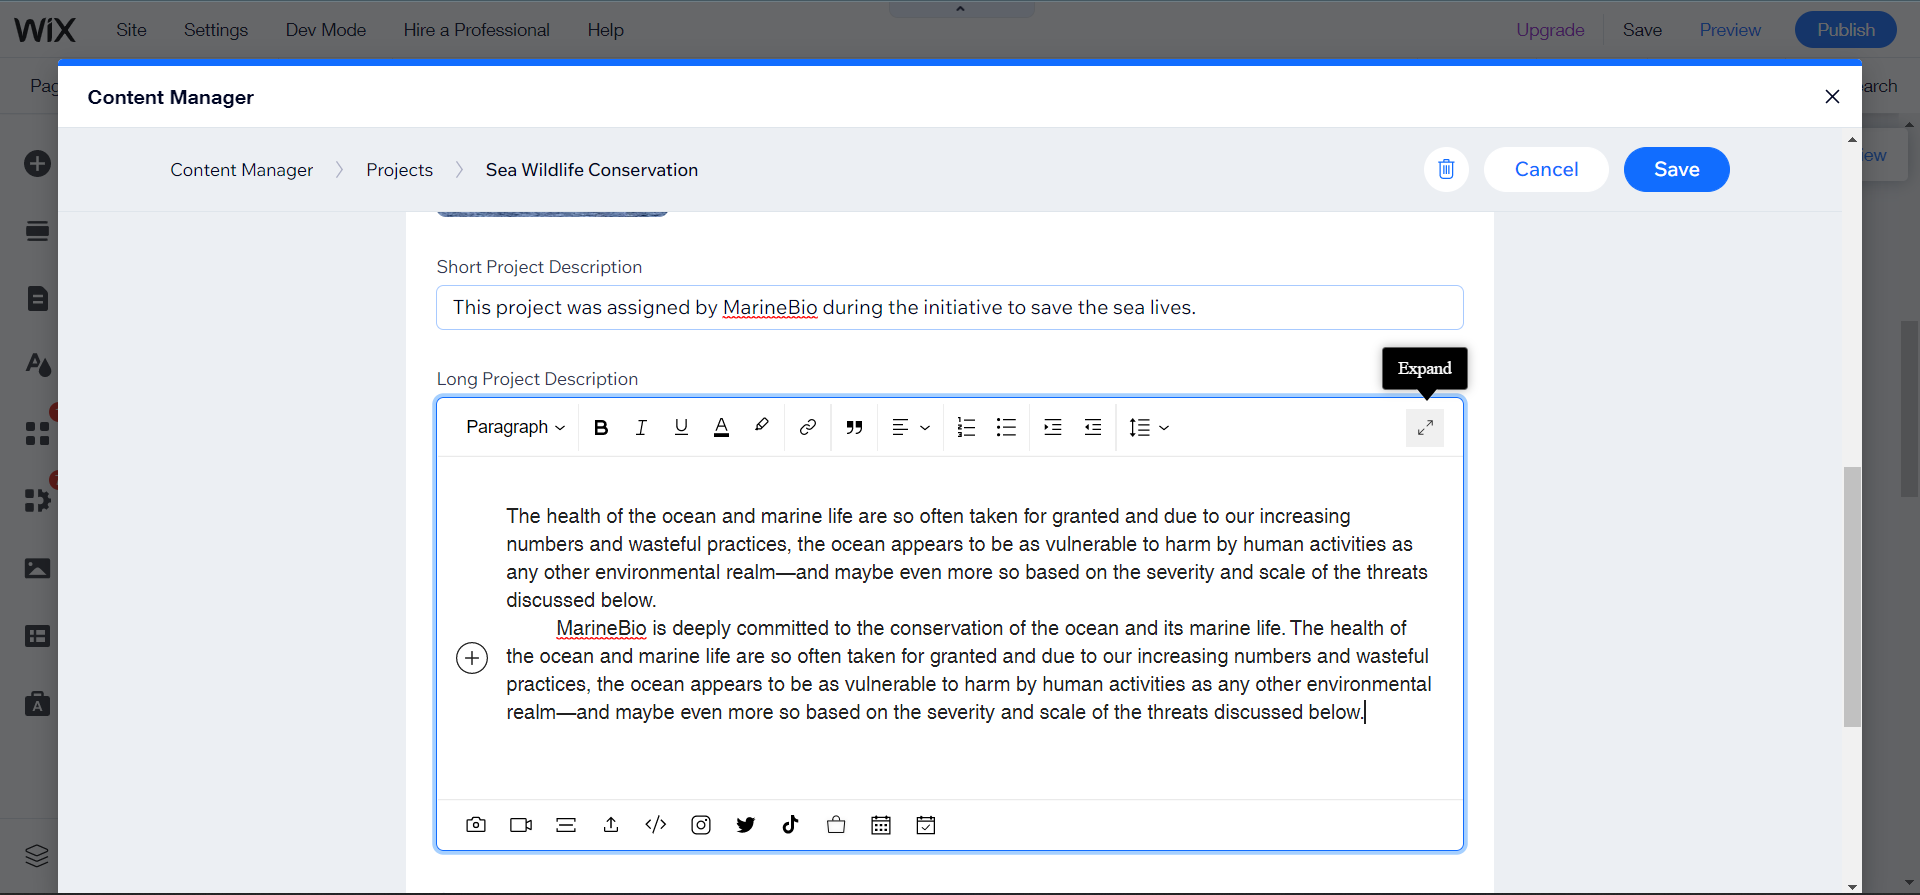 WiX
Site
Settings
Dev Mode
Hire a Professional
Help
Upgrade
Save
Preview
Publish
Pag
arch
Content Manager
Content Manager
Projects
Sea Wildlife Conservation
Cancel
Save
iew
Short Project Description
This project was assigned by MarineBio during the initiative to save the sea lives.
Expand
Long Project Description
Paragraph
B
I
U
A
The health of the ocean and marine life are so often taken for granted and due to our increasing
numbers and wasteful practices, the ocean appears to be as vulnerable to harm by human activities as
any other environmental realm—and maybe even more so based on the severity and scale of the threats
discussed below.
MarineBio is deeply committed to the conservation of the ocean and its marine life. The health of
the ocean and marine life are so often taken for granted and due to our increasing numbers and wasteful
practices, the ocean appears to be as vulnerable to harm by human activities as any other environmental
realm—and maybe even more so based on the severity and scale of the threats discussed below.